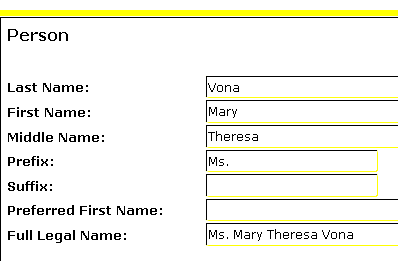 Person
Last Name: Vona
First Name: Mary
Middle Name: Theresa
Prefix: Ms.
Suffix:
Preferred First Name:
Full Legal Name: Ms. Mary Theresa Vona